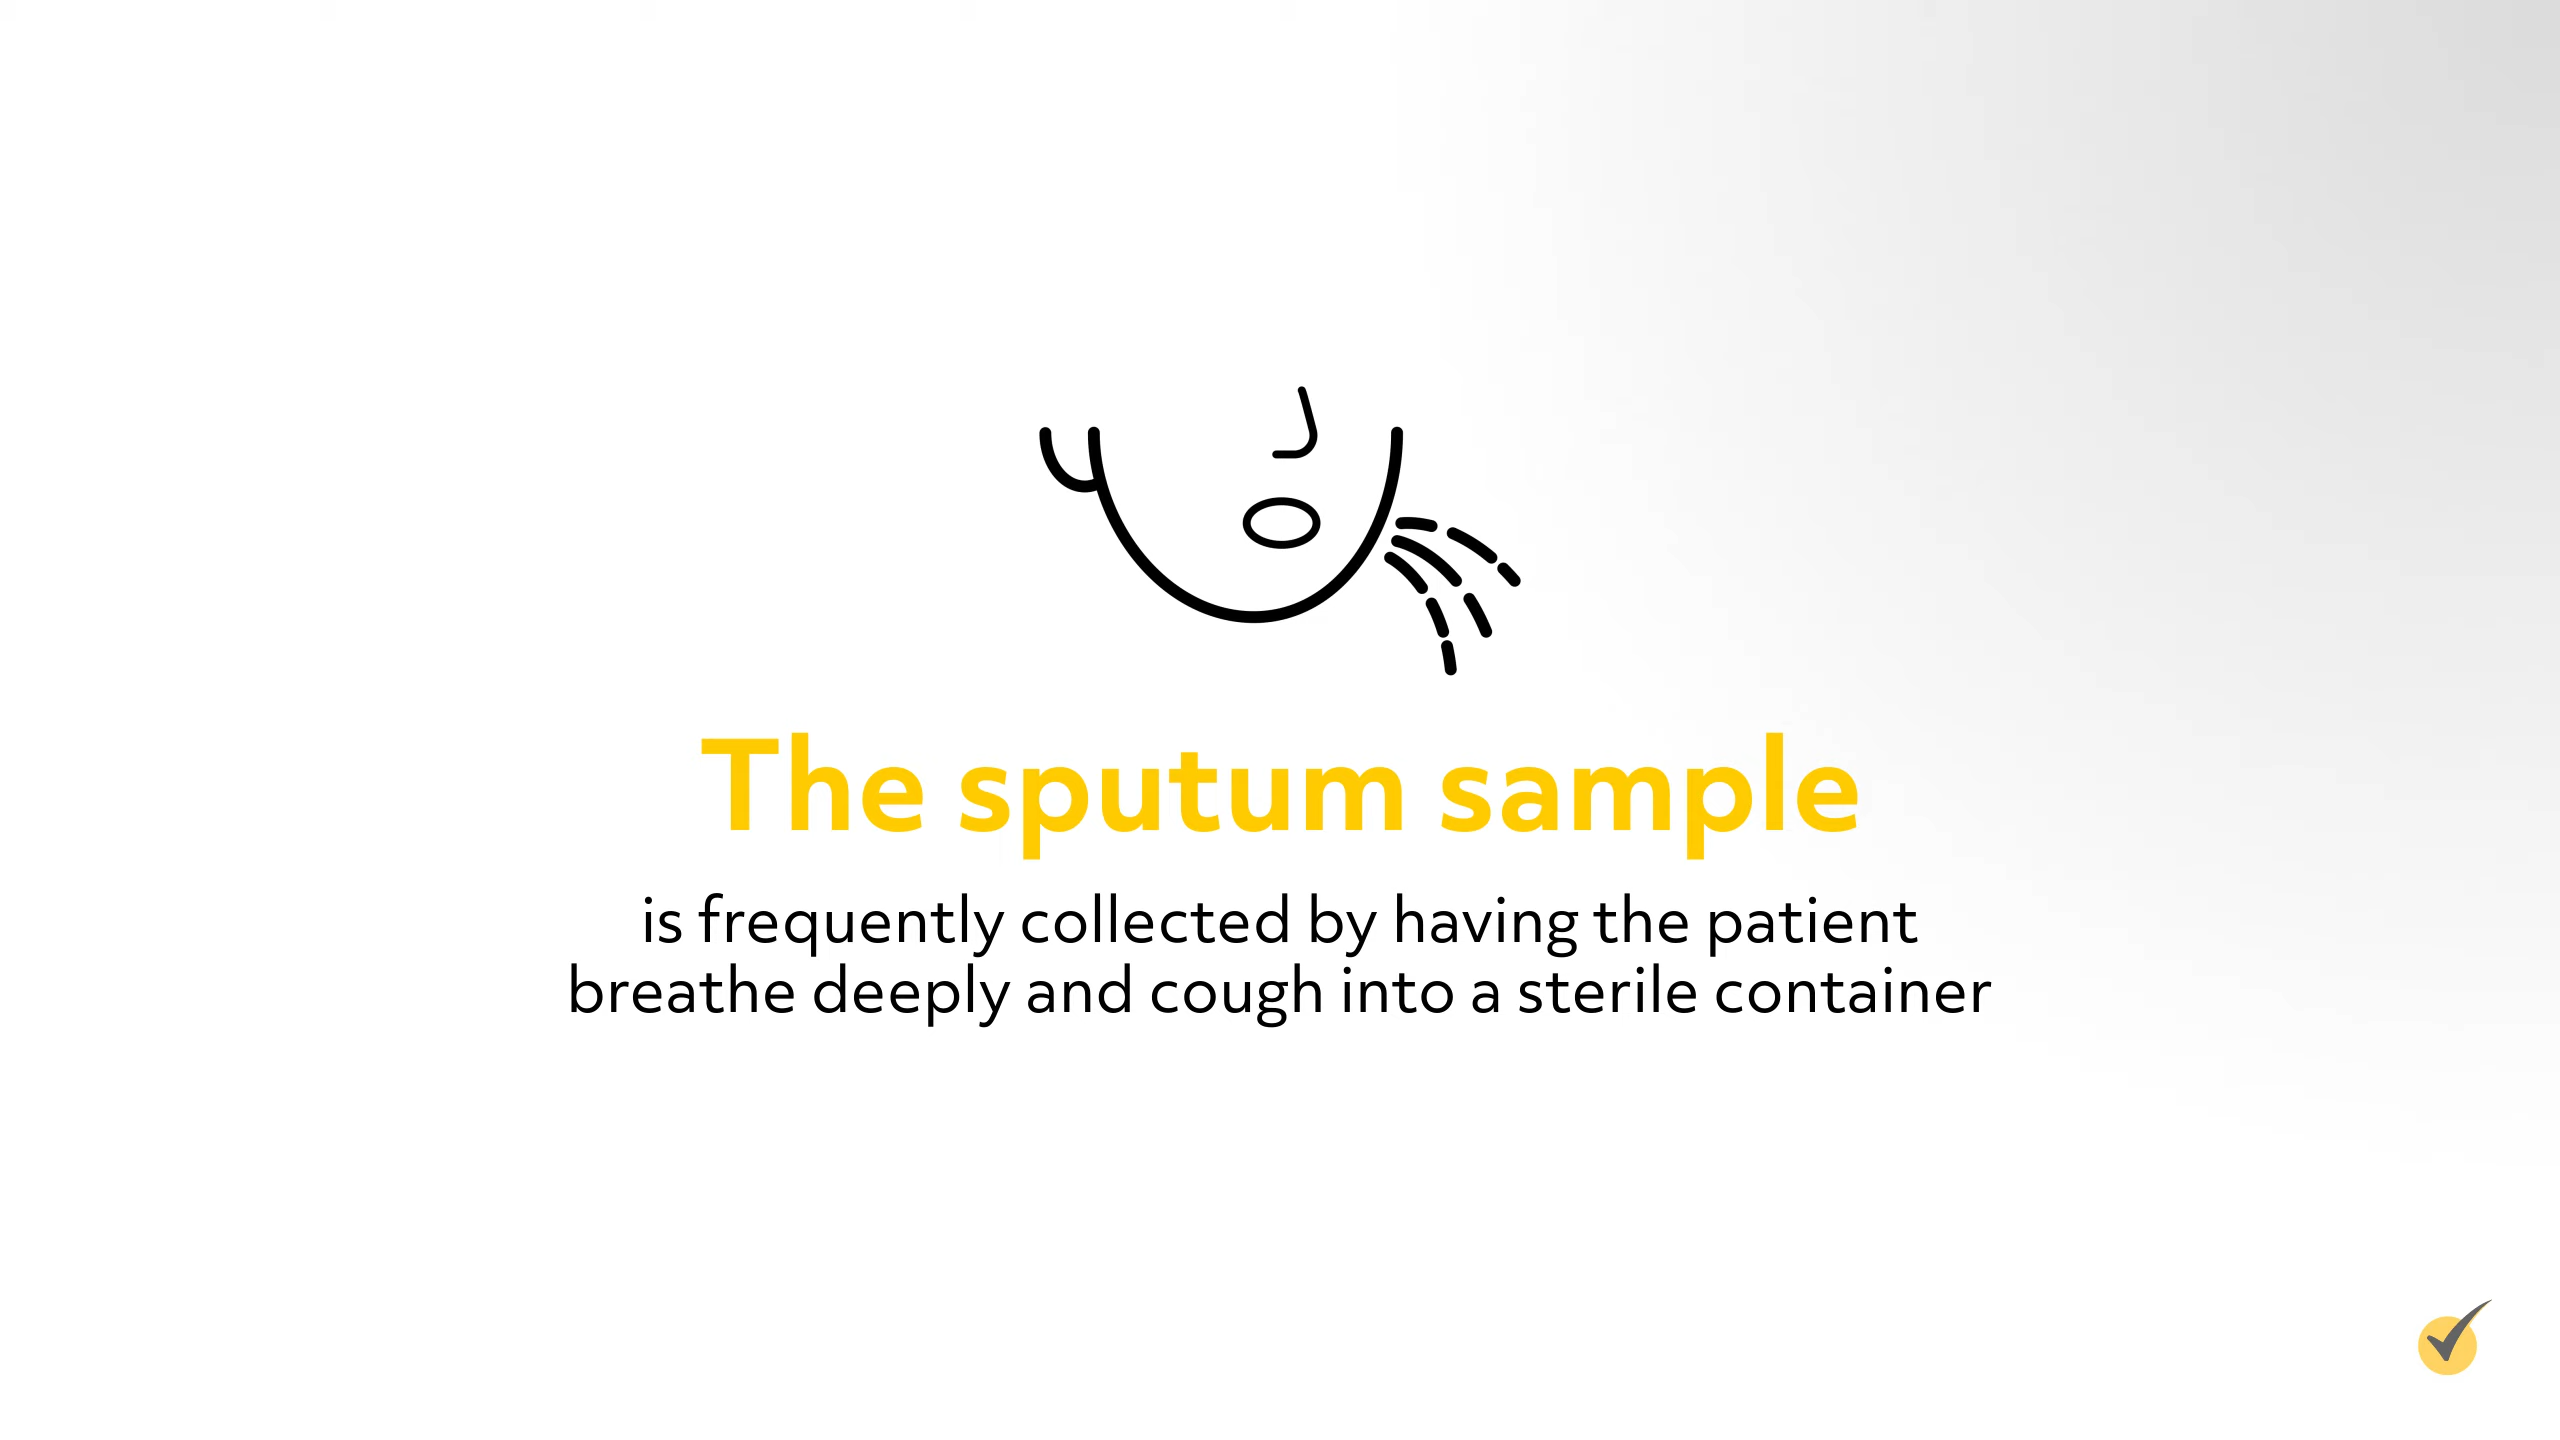 The sputum sample
is frequently collected by having the patient
breathe deeply and cough into a sterile container